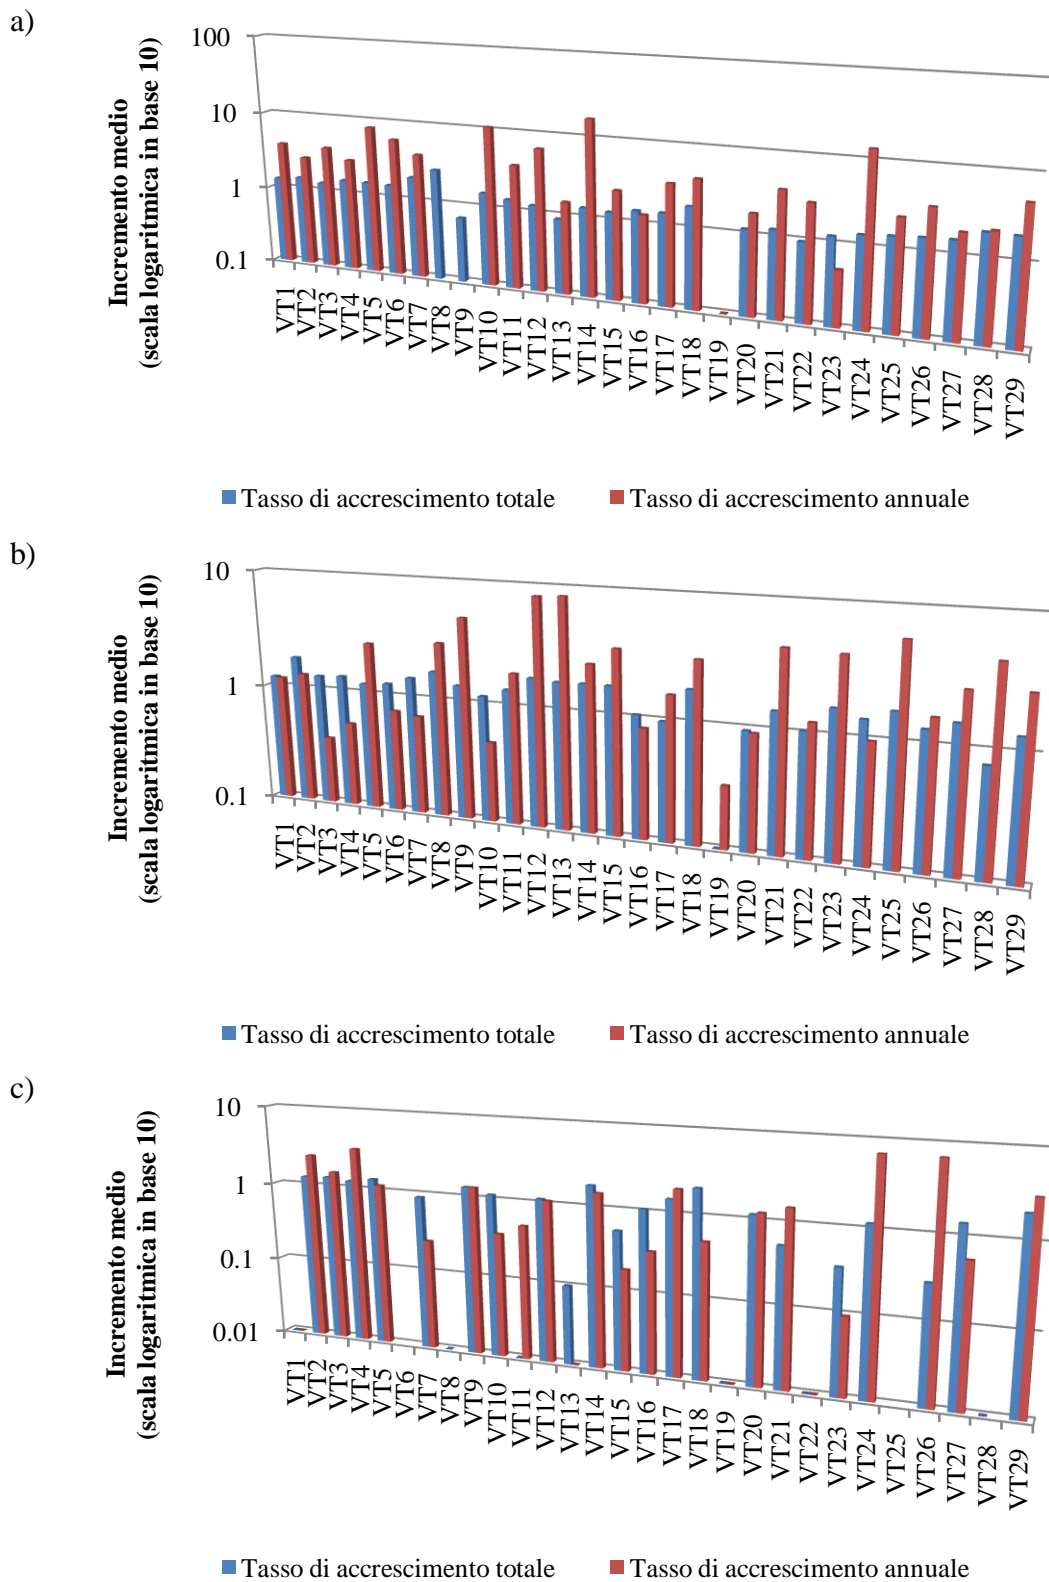 a)
Incremento medio
(scala logaritmica in base 10)
100
10
1
0.1
VT1
VT2
VT3
VT4
VT5
VT6
VT7
VT8
VT9
VT10
VT11
VT12
VT13
VT14
VT15
VT16
VT17
VT18
VT19
VT20
VT21
VT22
VT23
VT24
VT25
VT26
VT27
VT28
VT29
Tasso di accrescimento totale
Tasso di accrescimento annuale
b)
Incremento medio
(scala logaritmica in base 10)
10
1
0.1
VT1
VT2
VT3
VT4
VT5
VT6
VT7
VT8
VT9
VT10
VT11
VT12
VT13
VT14
VT15
VT16
VT17
VT18
VT19
VT20
VT21
VT22
VT23
VT24
VT25
VT26
VT27
VT28
VT29
Tasso di accrescimento totale
Tasso di accrescimento annuale
c)
Incremento medio
(scala logaritmica in base 10)
10
1
0.1
0.01
VT1
VT2
VT3
VT4
VT5
VT6
VT7
VT8
VT9
VT10
VT11
VT12
VT13
VT14
VT15
VT16
VT17
VT18
VT19
VT20
VT21
VT22
VT23
VT24
VT25
VT26
VT27
VT28
VT29
Tasso di accrescimento totale
Tasso di accrescimento annuale